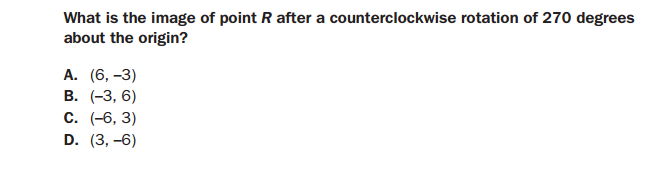 What is the image of point R after a counterclockwise rotation of 270 degrees
about the origin?
A. (6, –3)
B. (–3, 6)
C. (–6, 3)
D. (3, –6)